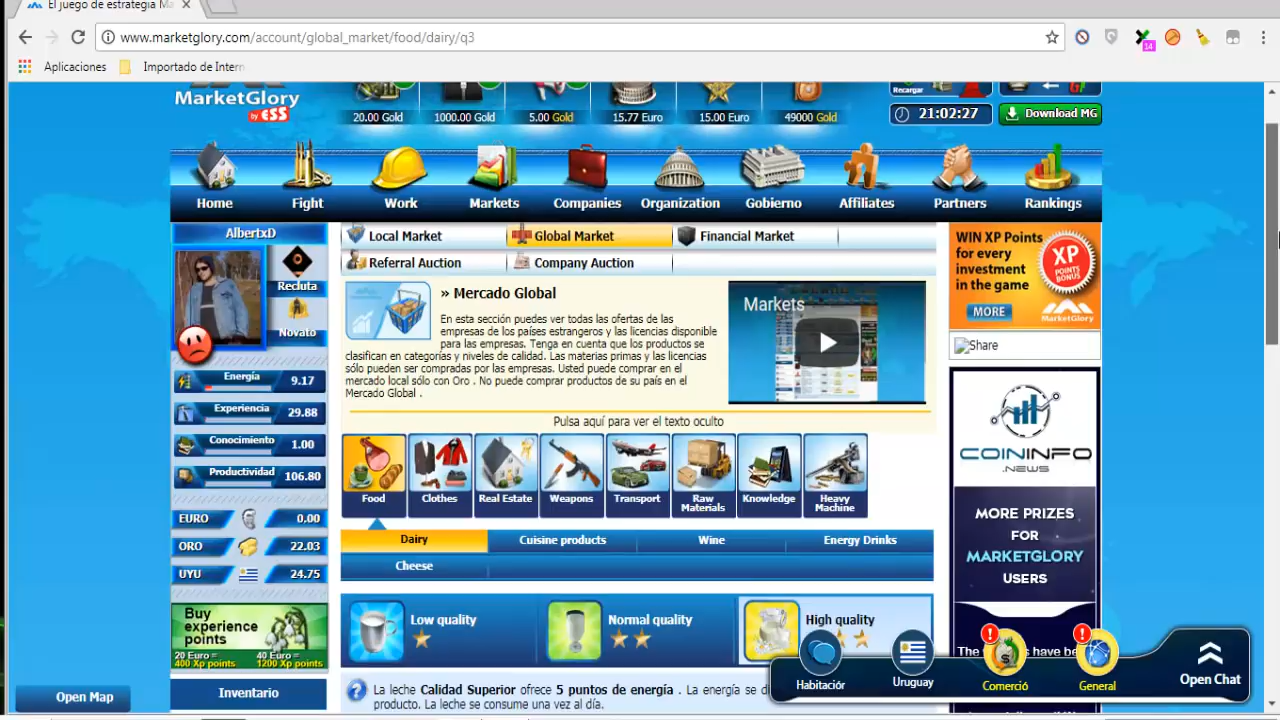 El juego de estrategia Ma
www.marketglory.com/account/global_market/food/dairy/q3
14
Aplicaciones
Importado de Intern
MarketGlory
by ESS
20.00 Gold
1000.00 Gold
5.00 Gold
15.77 Euro
15.00 Euro
49000 Gold
Recargar
21:02:27
Download MG
Home
Fight
Work
Markets
Companies
Organization
Gobierno
Affiliates
Partners
Rankings
AlbertxD
Recluta
Novato
Energía 9.17
Experiencia 29.88
Conocimiento 1.00
Productividad 106.80
EURO 0,00
ORO 22.03
UYU 24.75
Buy
experience
points
20 Euro = 40 Euro =
400 Xp points 1200 Xp points
Inventario
Open Map
Local Market
Global Market
Financial Market
Referral Auction
Company Auction
» Mercado Global
En esta sección puedes ver todas las ofertas de las
empresas de los países estrangeros y las licencias disponible
para las empresas. Tenga en cuenta que los productos se
clasifican en categorías y niveles de calidad. Las materias primas y las licencias
sólo pueden ser compradas por las empresas. Usted puede comprar en el
mercado local sólo con Oro . No puede comprar productos de su país en el
Mercado Global .
Markets
Pulsa aquí para ver el texto oculto
Food
Clothes
Real Estate
Weapons
Transport
Raw
Materials
Knowledge
Heavy
Machine
Dairy
Cuisine products
Wine
Energy Drinks
Cheese
Low quality
Normal quality
High quality
La leche Calidad Superior ofrece 5 puntos de energía . La energía se d
producto. La leche se consume una vez al día.
WIN XP Points
for every
investment
in the game
XP
POINTS
BONUS
MORE
MarketGlory
Share
COININFO
.NEWS
MORE PRIZES
FOR
MARKETGLORY
USERS
The have be
Habitaciór
Uruguay
Comerció
General
Open Chat